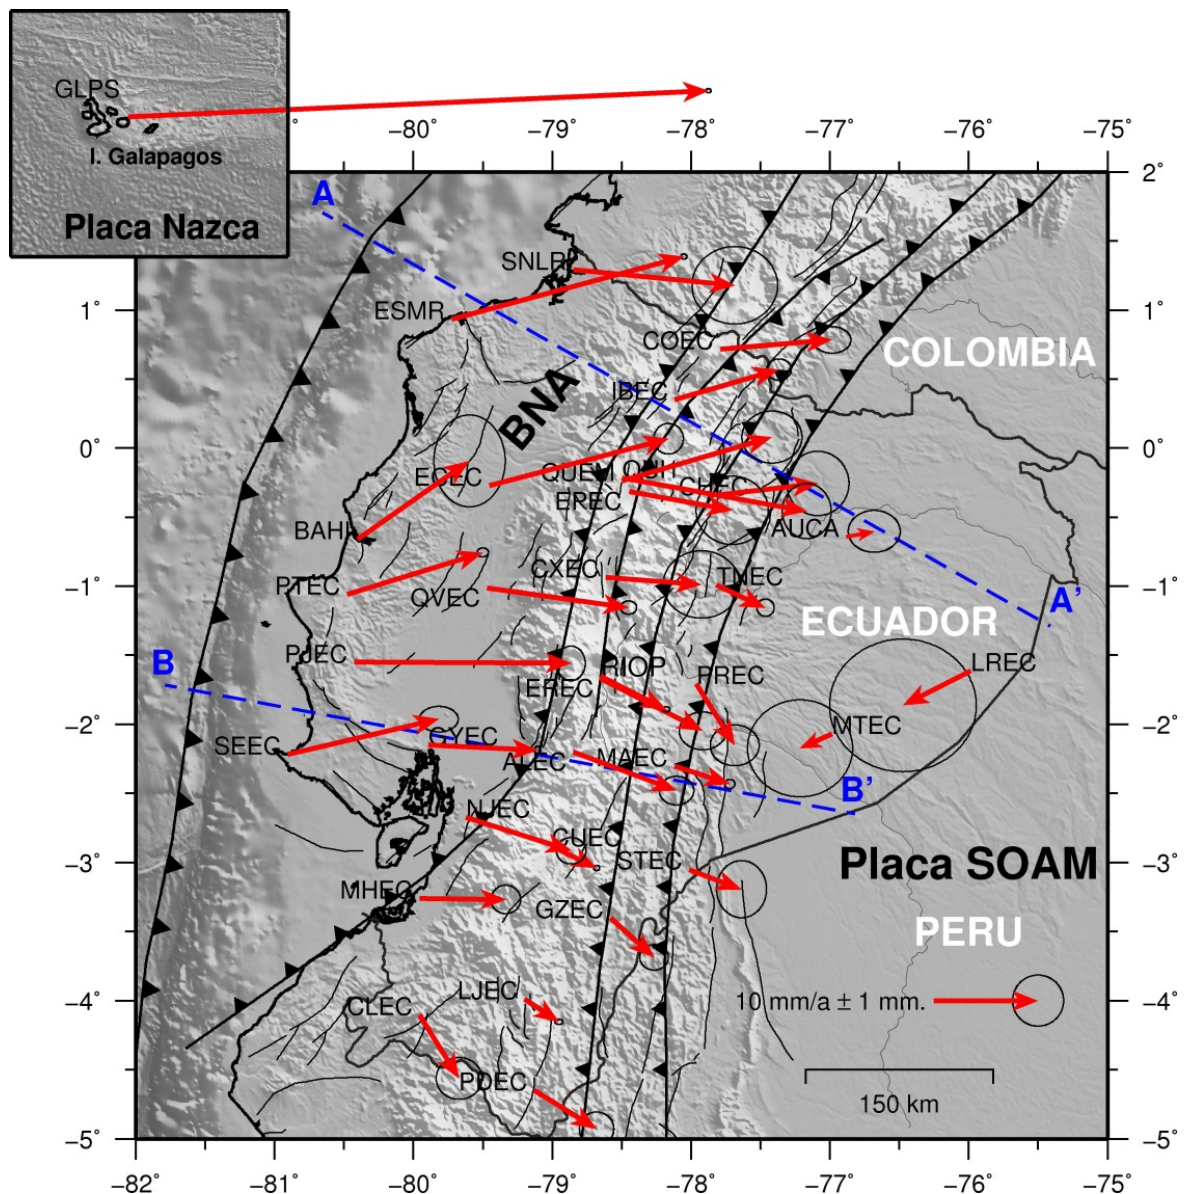 GLPS
I. Galapagos
Placa Nazca
−80˚ −79˚ −78˚ −77˚ −76˚ −75˚
2˚
A
SNLR
ESMR
1˚ 1˚
COEC
COLOMBIA
IBEC
BNA
0˚ 0˚
ECEC QUEM
CHEC
EREC
BAHI AUCA
CXEC TNEC
−1˚ −1˚
PTEC QVEC
A’
ECUADOR
PJEC RIOP LREC
B EREC PREC
−2˚ −2˚
SEEC GYEC MTEC
ALEC MAEC
B’
NJEC
CUEC STEC
−3˚ Placa SOAM −3˚
MHEC
GZEC
PERU
LJEC
−4˚ CLEC 10 mm/a ± 1 mm. −4˚
PDEC
150 km
−5˚ −5˚
−82˚ −81˚ −80˚ −79˚ −78˚ −77˚ −76˚ −75˚